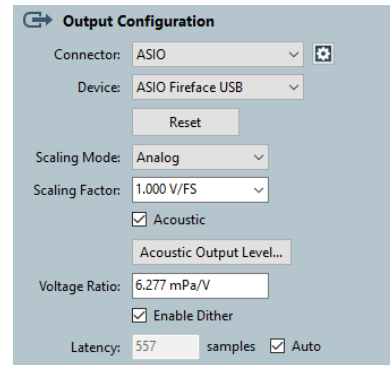 Output Configuration
Connector: ASIO
Device: ASIO Fireface USB
Reset
Scaling Mode: Analog
Scaling Factor: 1.000 V/FS
Acoustic
Acoustic Output Level...
Voltage Ratio: 6.277 mPa/V
Enable Dither
Latency: 557 samples Auto